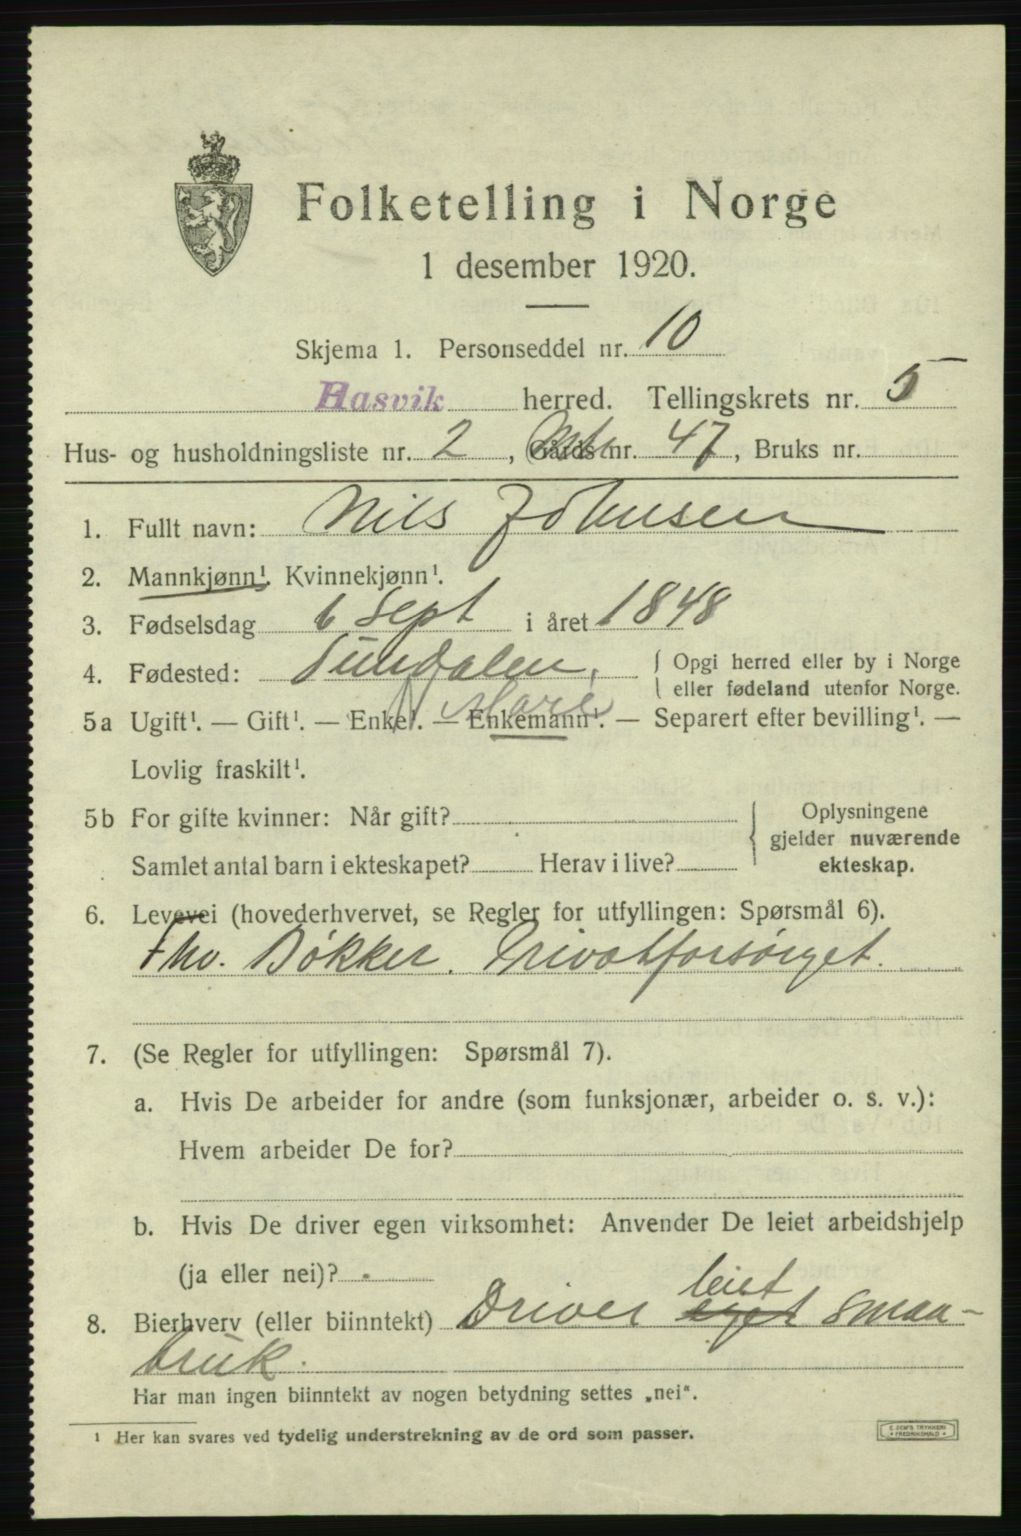 Folketelling i Norge
1 desember 1920.
Skjema 1. Personseddel nr. 10
Hasvik herred. Tellingskrets nr. 5
Hus- og husholdningsliste nr. 2, Gards nr. 47, Bruks nr.
1. Fullt navn: Nils Johnsen
2. Mannkjønn¹. Kvinnekjønn¹.
3. Fødselsdag 6 Sept i året 1848
4. Fødested: Sundalen, { Opgi herred eller by i Norge
eller fødeland utenfor Norge.
N. Møre
5a Ugift¹. — Gift¹. — Enke¹. — Enkemann¹. — Separert efter bevilling¹. —
Lovlig fraskilt¹.
5b For gifte kvinner: Når gift? Oplysningene
gjelder nuværende
Samlet antal barn i ekteskapet? Herav i live? ekteskap.
6. Levevei (hovederhvervet, se Regler for utfyllingen: Spørsmål 6).
Fhv. Bøkker. Privatforsørget.
7. (Se Regler for utfyllingen: Spørsmål 7).
a. Hvis De arbeider for andre (som funksjonær, arbeider o. s. v.):
Hvem arbeider De for?
b. Hvis De driver egen virksomhet: Anvender De leiet arbeidshjelp
(ja eller nei)?
leiet
8. Bierhverv (eller biinntekt) Driver eget smaa-
bruk.
Har man ingen biinntekt av nogen betydning settes „nei“.
¹ Her kan svares ved tydelig understrekning av de ord som passer.
E. SEM'S TRYKKERI
FREDRIKSHALD